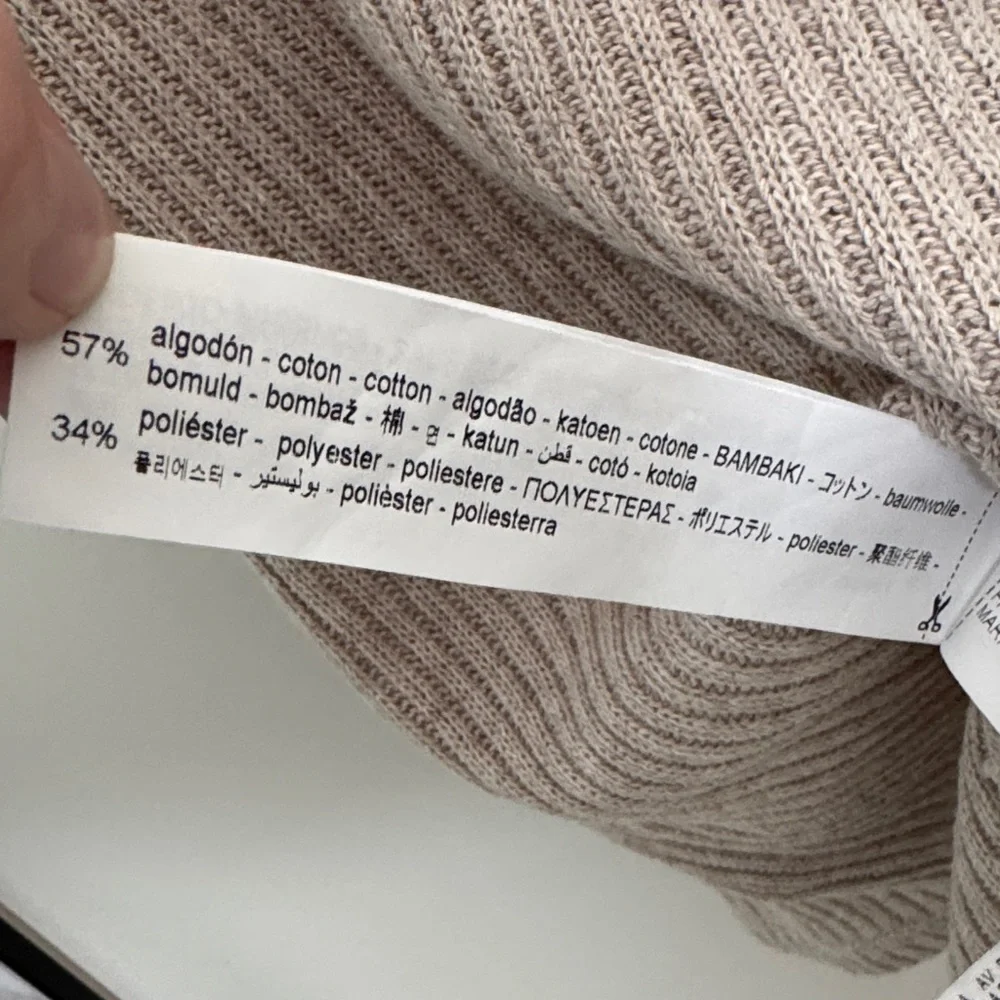 57% algodón - coton - cotton - algodão - katoen - cotone - BAMBAKI - コットン - baumwolle -
bomuld - bombaž - 棉 - 면 - katun - قطن - cotó - kotoia
34% poliéster - polyester - poliestere - ΠΟΛΥΕΣΤΕΡΑΣ - ポリエステル - poliester - 聚酯纤维 -
폴리에스터 - بوليستير - polièster - poliesterra